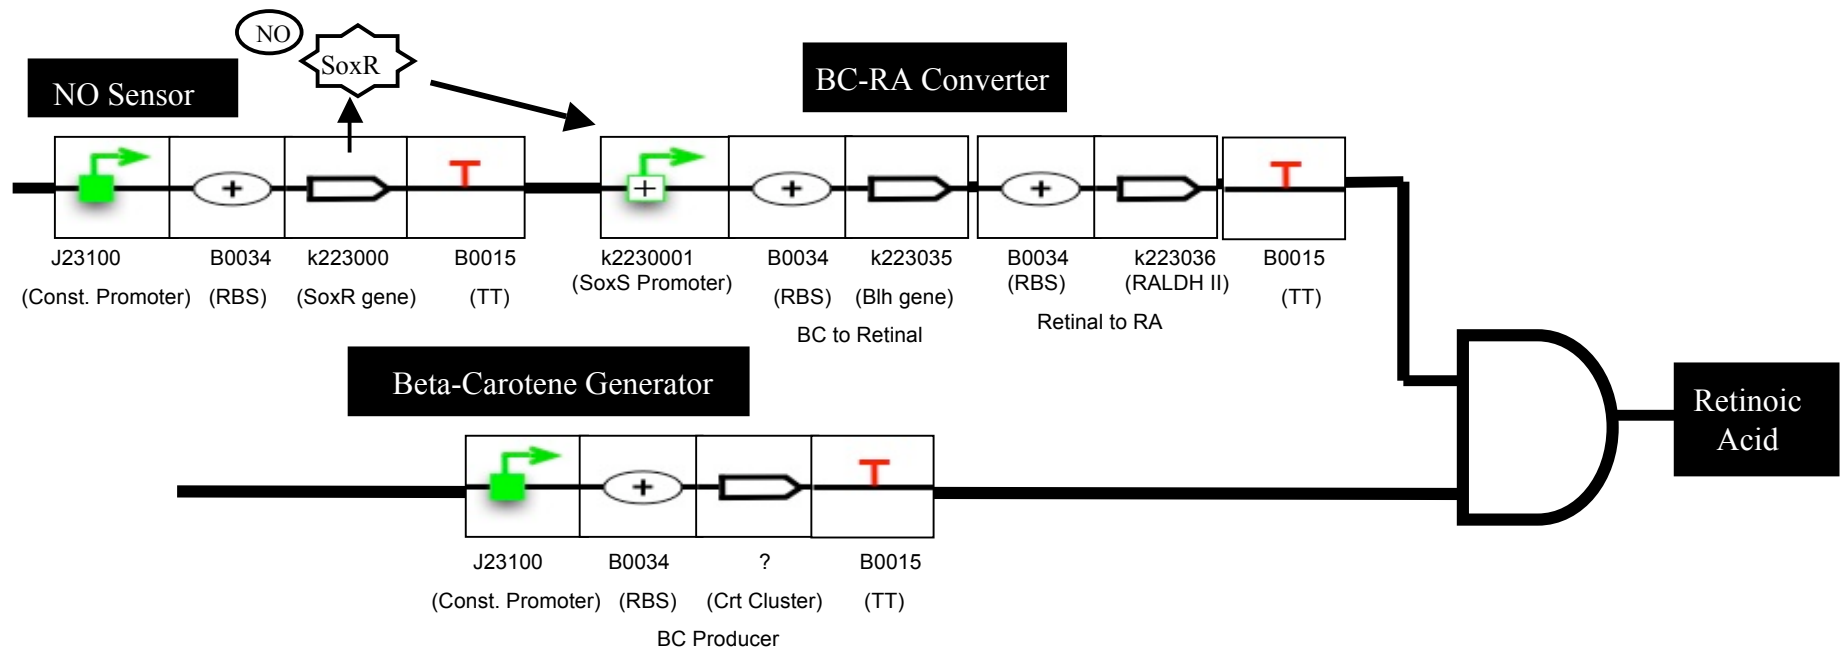 NO
SoxR
NO Sensor
BC-RA Converter
J23100
B0034
k223000
B0015
k2230001
B0034
k223035
B0034
k223036
B0015
(Const. Promoter)
(RBS)
(SoxR gene)
(TT)
(SoxS Promoter)
(RBS)
(Blh gene)
(RBS)
(RALDH II)
(TT)
BC to Retinal
Retinal to RA
Beta-Carotene Generator
Retinoic
Acid
J23100
B0034
?
B0015
(Const. Promoter)
(RBS)
(Crt Cluster)
(TT)
BC Producer